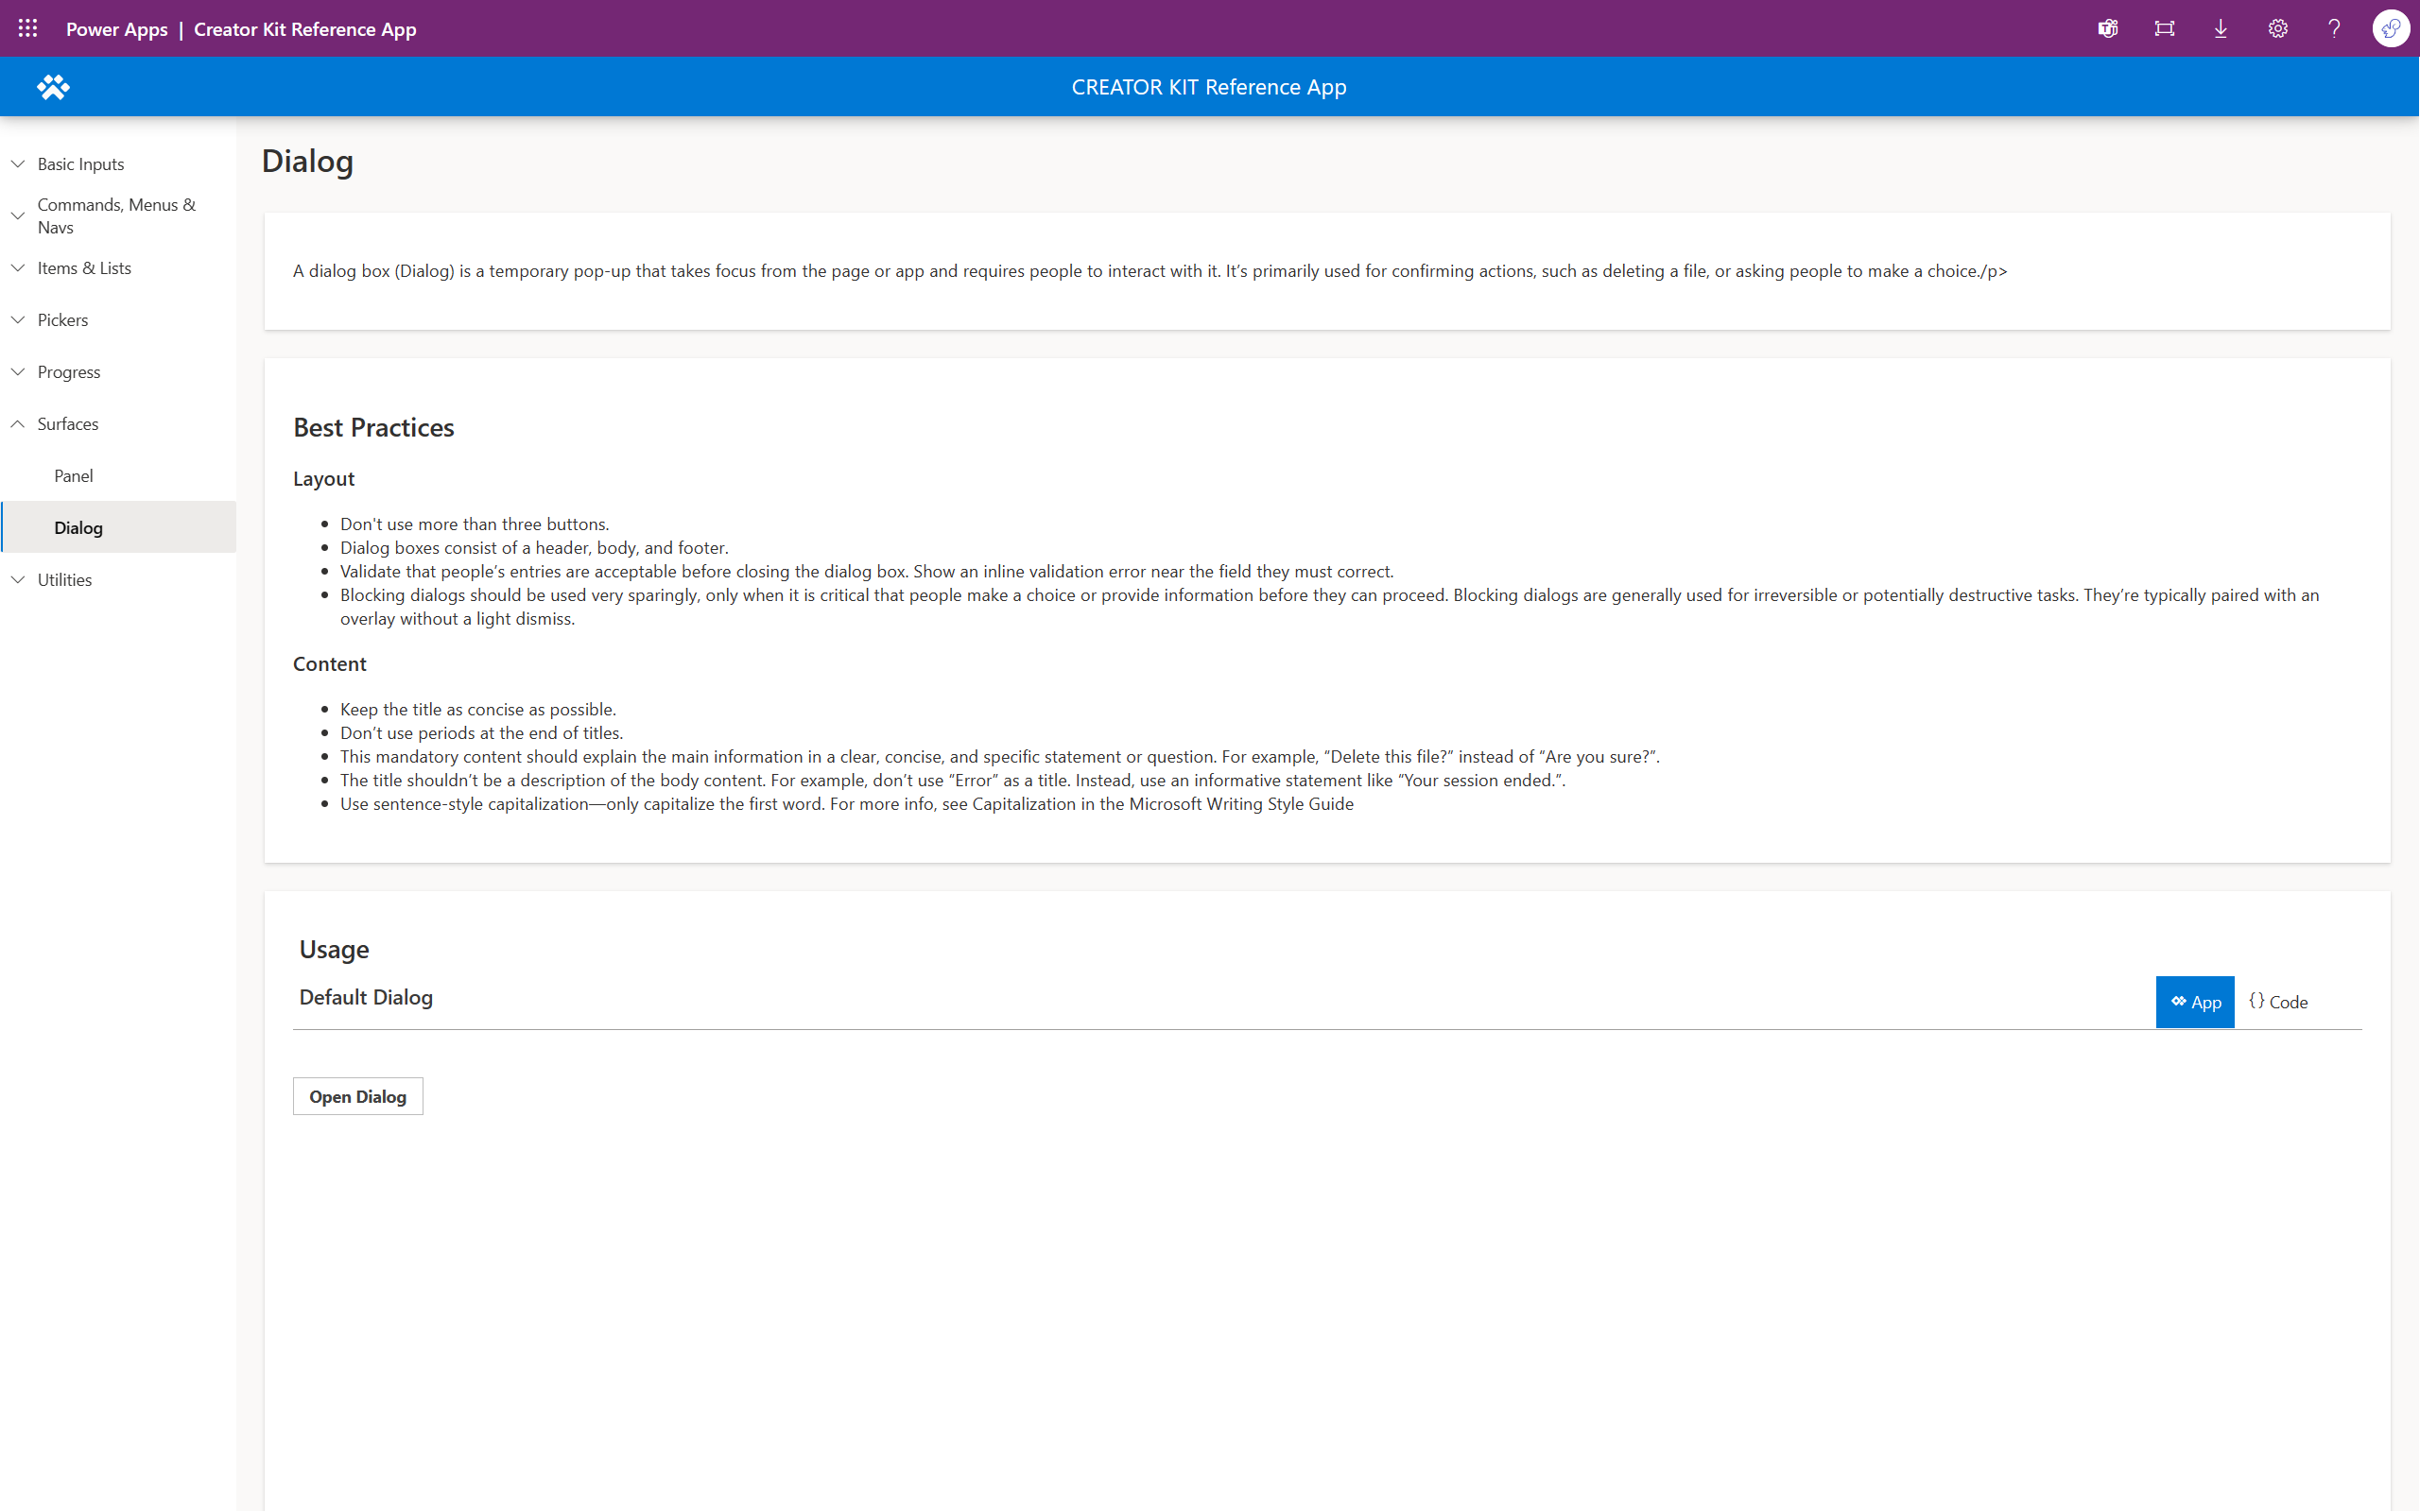 Power Apps | Creator Kit Reference App
CREATOR KIT Reference App
Basic Inputs
Commands, Menus &
Navs
Items & Lists
Pickers
Progress
Surfaces
Panel
Dialog
Utilities
Dialog
A dialog box (Dialog) is a temporary pop-up that takes focus from the page or app and requires people to interact with it. It’s primarily used for confirming actions, such as deleting a file, or asking people to make a choice./p>
Best Practices
Layout
• Don't use more than three buttons.
• Dialog boxes consist of a header, body, and footer.
• Validate that people’s entries are acceptable before closing the dialog box. Show an inline validation error near the field they must correct.
• Blocking dialogs should be used very sparingly, only when it is critical that people make a choice or provide information before they can proceed. Blocking dialogs are generally used for irreversible or potentially destructive tasks. They’re typically paired with an
overlay without a light dismiss.
Content
• Keep the title as concise as possible.
• Don’t use periods at the end of titles.
• This mandatory content should explain the main information in a clear, concise, and specific statement or question. For example, “Delete this file?” instead of “Are you sure?”.
• The title shouldn’t be a description of the body content. For example, don’t use “Error” as a title. Instead, use an informative statement like “Your session ended.”.
• Use sentence-style capitalization—only capitalize the first word. For more info, see Capitalization in the Microsoft Writing Style Guide
Usage
Default Dialog
App
{} Code
Open Dialog